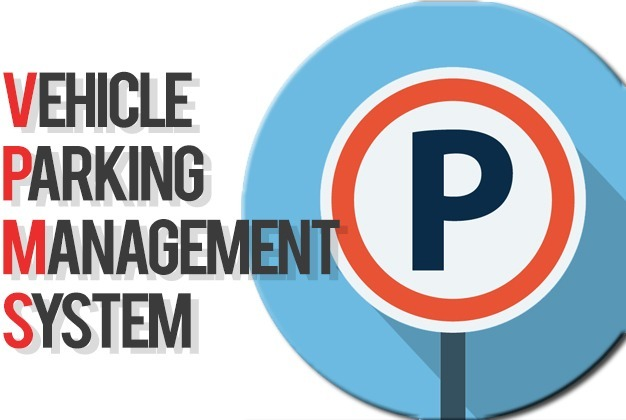 VEHICLE
PARKING
MANAGEMENT
SYSTEM
P